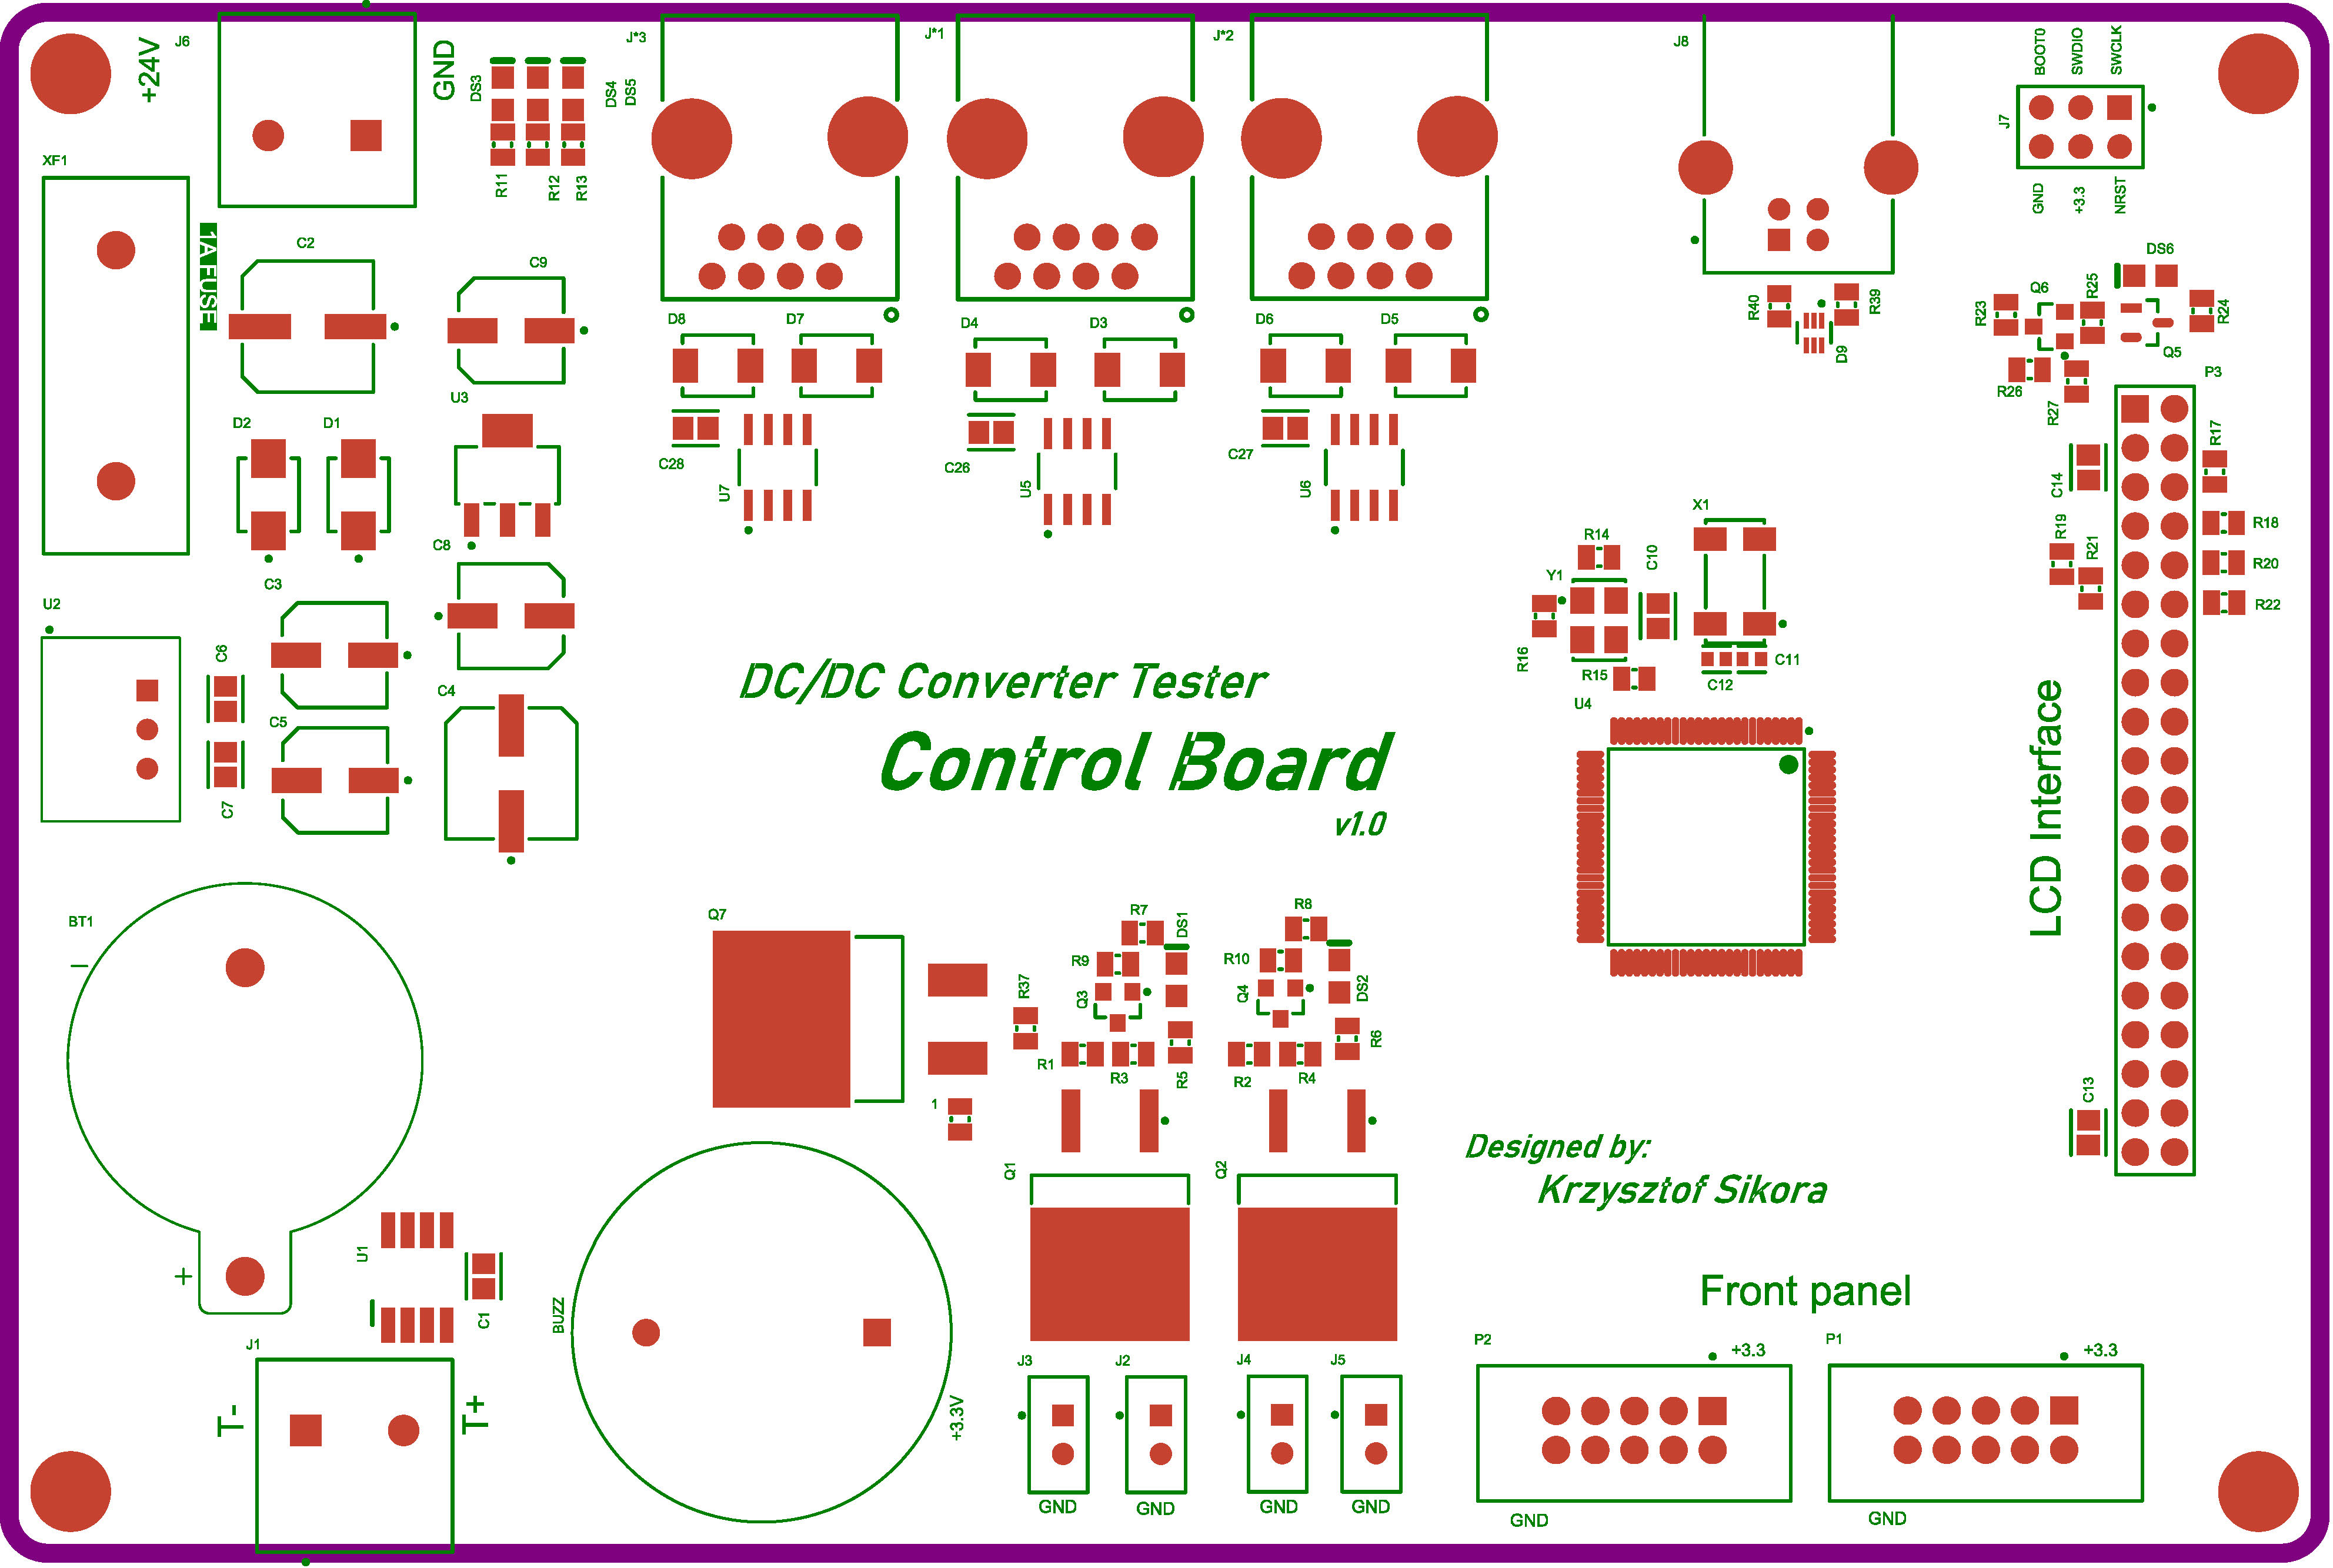 +24V
J6
GND
DS3
DS4
DS5
R11
R12
R13
J*3
J*1
J*2
J8
BOOT0
SWDIO
SWCLK
J7
GND
+3.3
NRST
XF1
1A FUSE
C2
C9
D8
D7
D4
D3
D6
D5
R40
R39
D9
DS6
Q6
R25
R23
R24
Q5
R26
R27
P3
U3
D2
D1
C28
U7
C26
U5
C27
U6
C14
R17
R18
R19
R21
R20
R22
X1
R14
C10
Y1
R16
R15
C11
C12
U4
C8
C3
U2
C6
C4
C5
C7
DC/DC Converter Tester
Control Board
v1.0
LCD Interface
BT1
−
+
Q7
R7
DS1
R8
R9
R10
Q3
Q4
DS2
R37
R1
R3
R5
R2
R4
R6
1
Q1
Q2
C13
Designed by:
Krzysztof Sikora
U1
C1
BUZZ
Front panel
J1
T-
T+
+3.3V
J3
J2
J4
J5
P2
+3.3
P1
+3.3
GND
GND
GND
GND
GND
GND